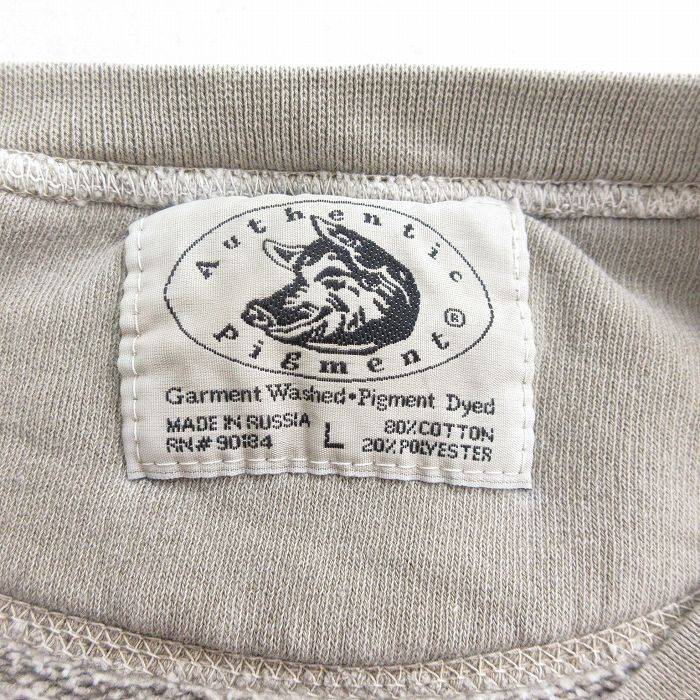 Authentic
Pigment®
Garment Washed•Pigment Dyed
MADE IN RUSSIA
RN# 90184
L
80% COTTON
20% POLYESTER